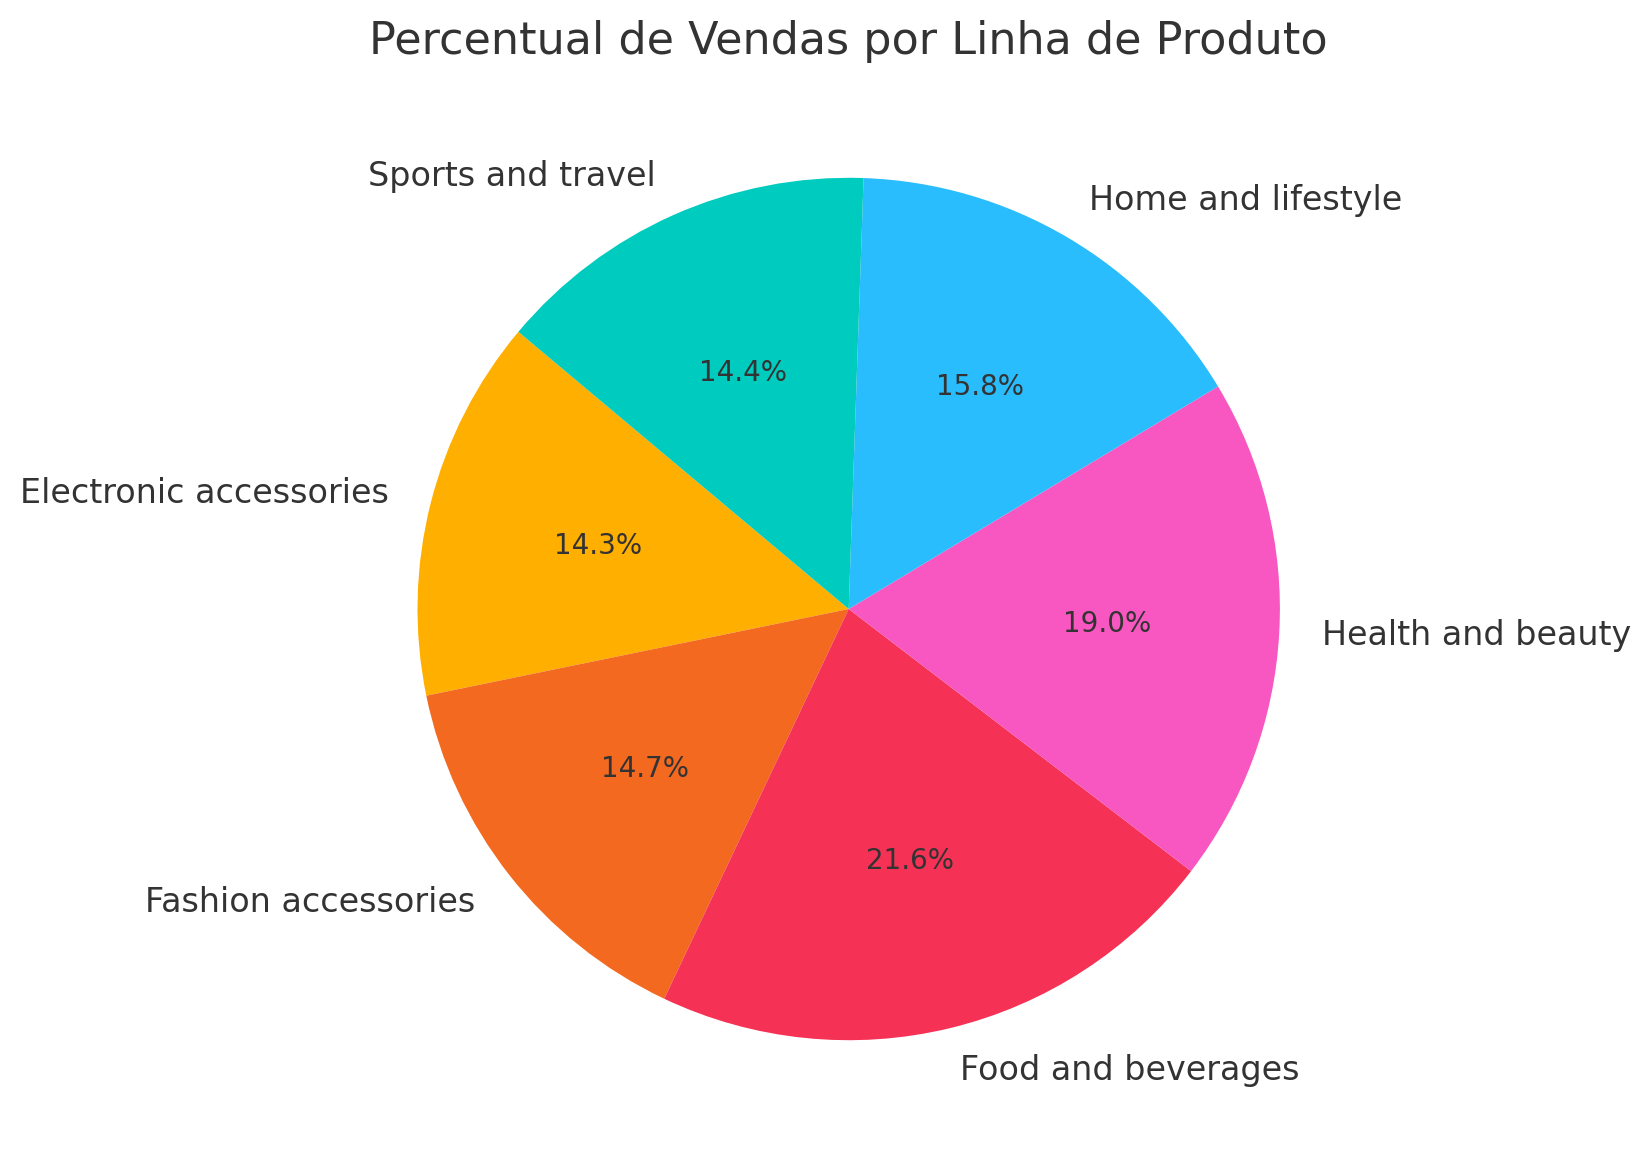 Percentual de Vendas por Linha de Produto
Sports and travel
Home and lifestyle
14.4%
15.8%
Electronic accessories
14.3%
19.0%
Health and beauty
14.7%
21.6%
Fashion accessories
Food and beverages